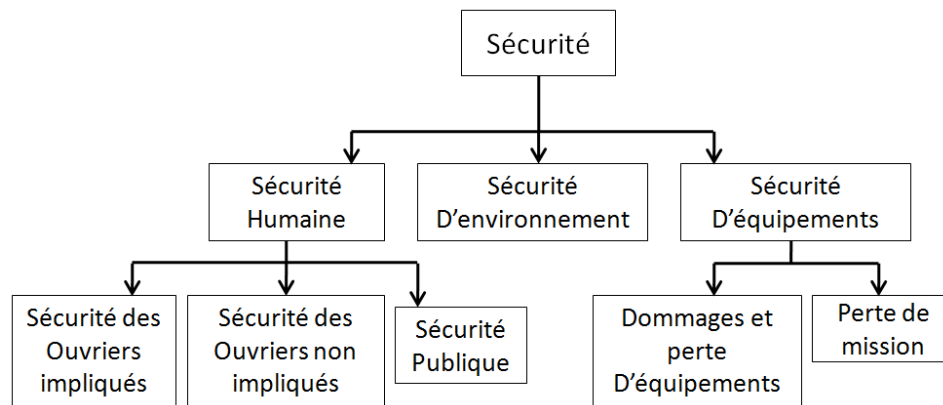 Sécurité
Sécurité
Humaine
Sécurité
D'environnement
Sécurité
D'équipements
Sécurité des
Ouvriers
impliqués
Sécurité des
Ouvriers non
impliqués
Sécurité
Publique
Dommages et
perte
D'équipements
Perte de
mission